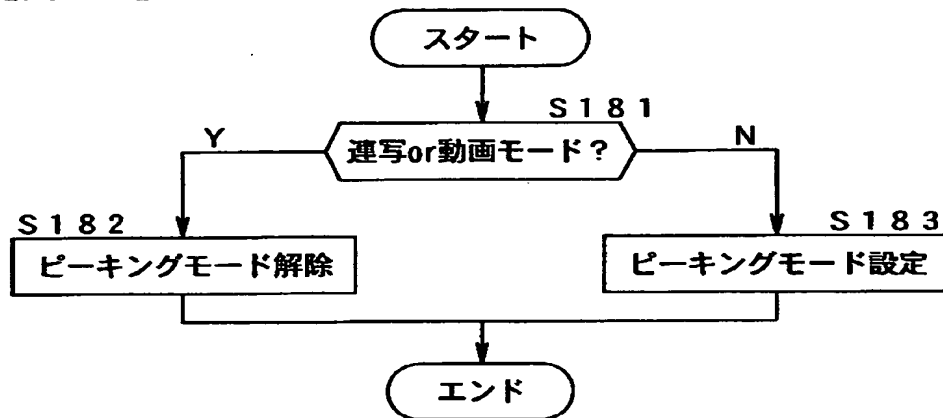 スタート
S181
連写or動画モード？
Y
N
S182
ピーキングモード解除
S183
ピーキングモード設定
エンド